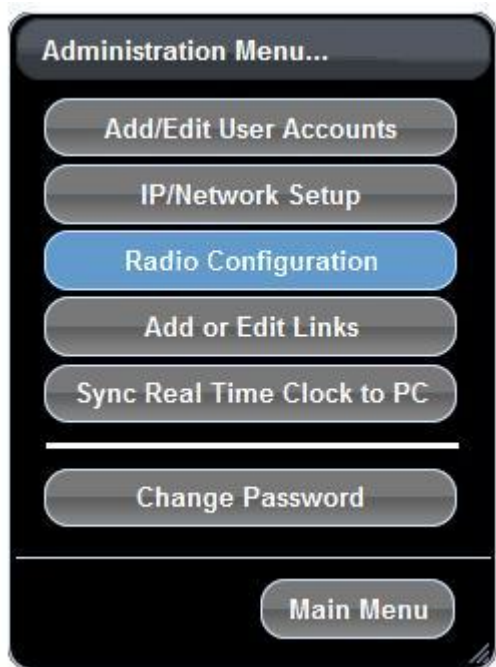 Administration Menu...
Add/Edit User Accounts
IP/Network Setup
Radio Configuration
Add or Edit Links
Sync Real Time Clock to PC
Change Password
Main Menu